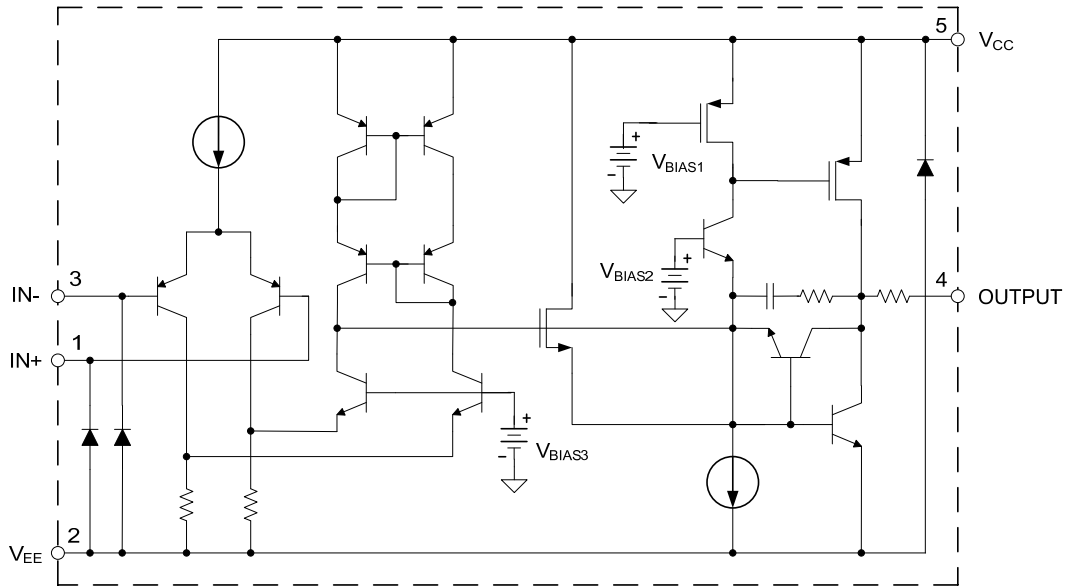 5
VCC
+
VBIAS1
-
3
IN-
VBIAS2
+
-
4
OUTPUT
1
IN+
+
VBIAS3
-
2
VEE